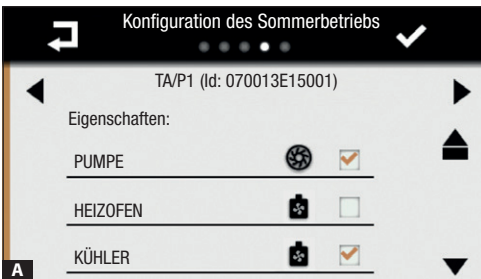 Konfiguration des Sommerbetriebs
TA/P1 (Id: 070013E15001)
Eigenschaften:
PUMPE
HEIZOFEN
KÜHLER
A